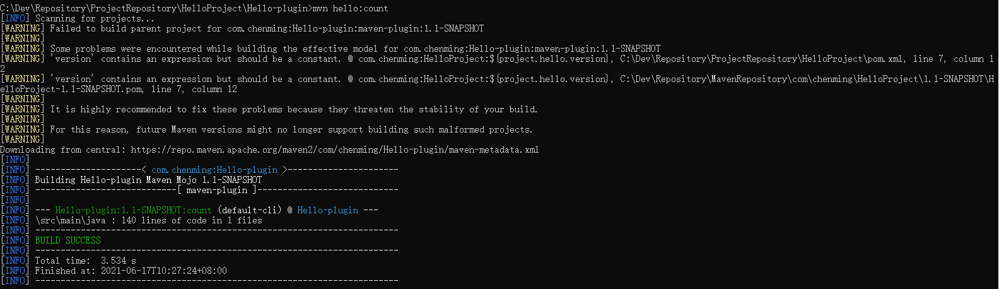 C:\Dev\Repository\ProjectRepository\HelloProject\Hello-plugin>mvn hello:count
[INFO] Scanning for projects...
[WARNING] Failed to build parent project for com.chenming:Hello-plugin:maven-plugin:1.1-SNAPSHOT
[WARNING]
[WARNING] Some problems were encountered while building the effective model for com.chenming:Hello-plugin:maven-plugin:1.1-SNAPSHOT
[WARNING] 'version' contains an expression but should be a constant. @ com.chenming:HelloProject:${project.hello.version}, C:\Dev\Repository\ProjectRepository\HelloProject\pom.xml, line 7, column 1
2
[WARNING] 'version' contains an expression but should be a constant. @ com.chenming:HelloProject:${project.hello.version}, C:\Dev\Repository\MavenRepository\com\chenming\HelloProject\1.1-SNAPSHOT\H
elloProject-1.1-SNAPSHOT.pom, line 7, column 12
[WARNING]
[WARNING] It is highly recommended to fix these problems because they threaten the stability of your build.
[WARNING]
[WARNING] For this reason, future Maven versions might no longer support building such malformed projects.
[WARNING]
Downloading from central: https://repo.maven.apache.org/maven2/com/chenming/Hello-plugin/maven-metadata.xml
[INFO]
[INFO] ---------------------< com.chenming:Hello-plugin >----------------------
[INFO] Building Hello-plugin Maven Mojo 1.1-SNAPSHOT
[INFO] ----------------------------[ maven-plugin ]----------------------------
[INFO]
[INFO] --- Hello-plugin:1.1-SNAPSHOT:count (default-cli) @ Hello-plugin ---
[INFO] \src\main\java : 140 lines of code in 1 files
[INFO] ------------------------------------------------------------------------
[INFO] BUILD SUCCESS
[INFO] ------------------------------------------------------------------------
[INFO] Total time:  3.534 s
[INFO] Finished at: 2021-06-17T10:27:24+08:00
[INFO] ------------------------------------------------------------------------